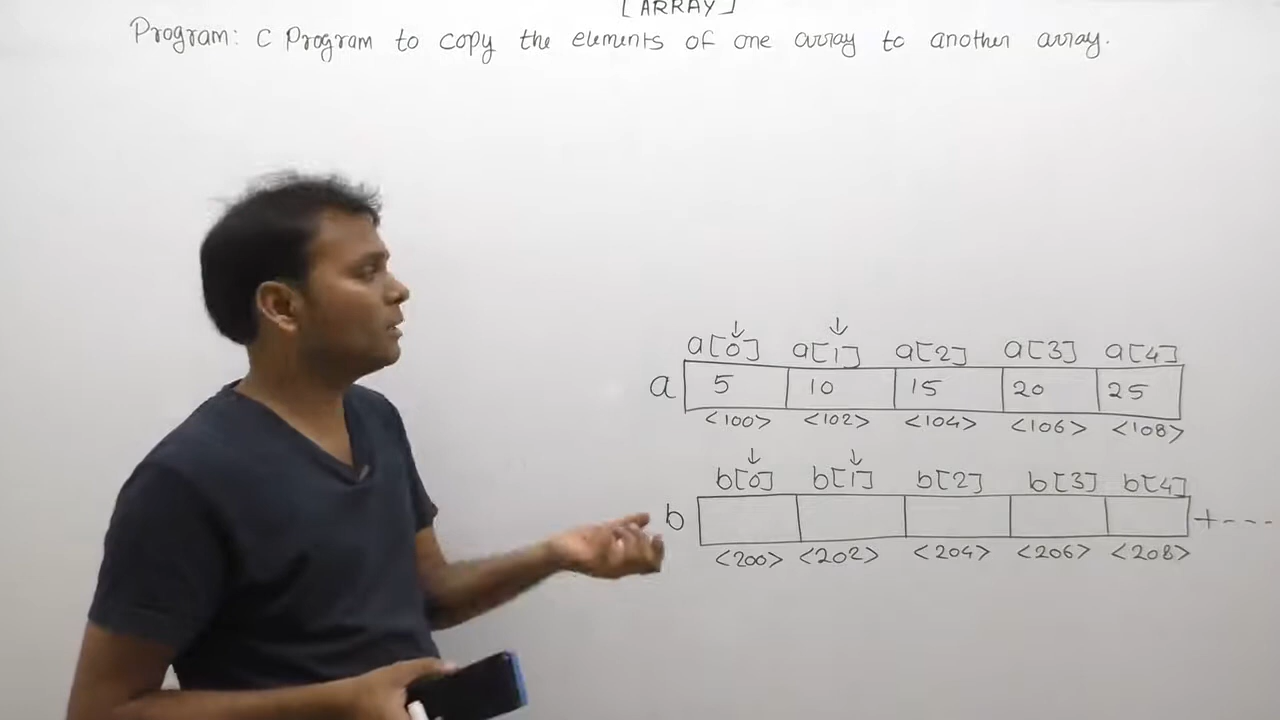 [ARRAY]
Program: C Program to copy the elements of one array to another array.
a[0] a[1] a[2] a[3] a[4]
a 5 10 15 20 25
<100> <102> <104> <106> <108>
b[0] b[1] b[2] b[3] b[4]
b +----
<200> <202> <204> <206> <208>